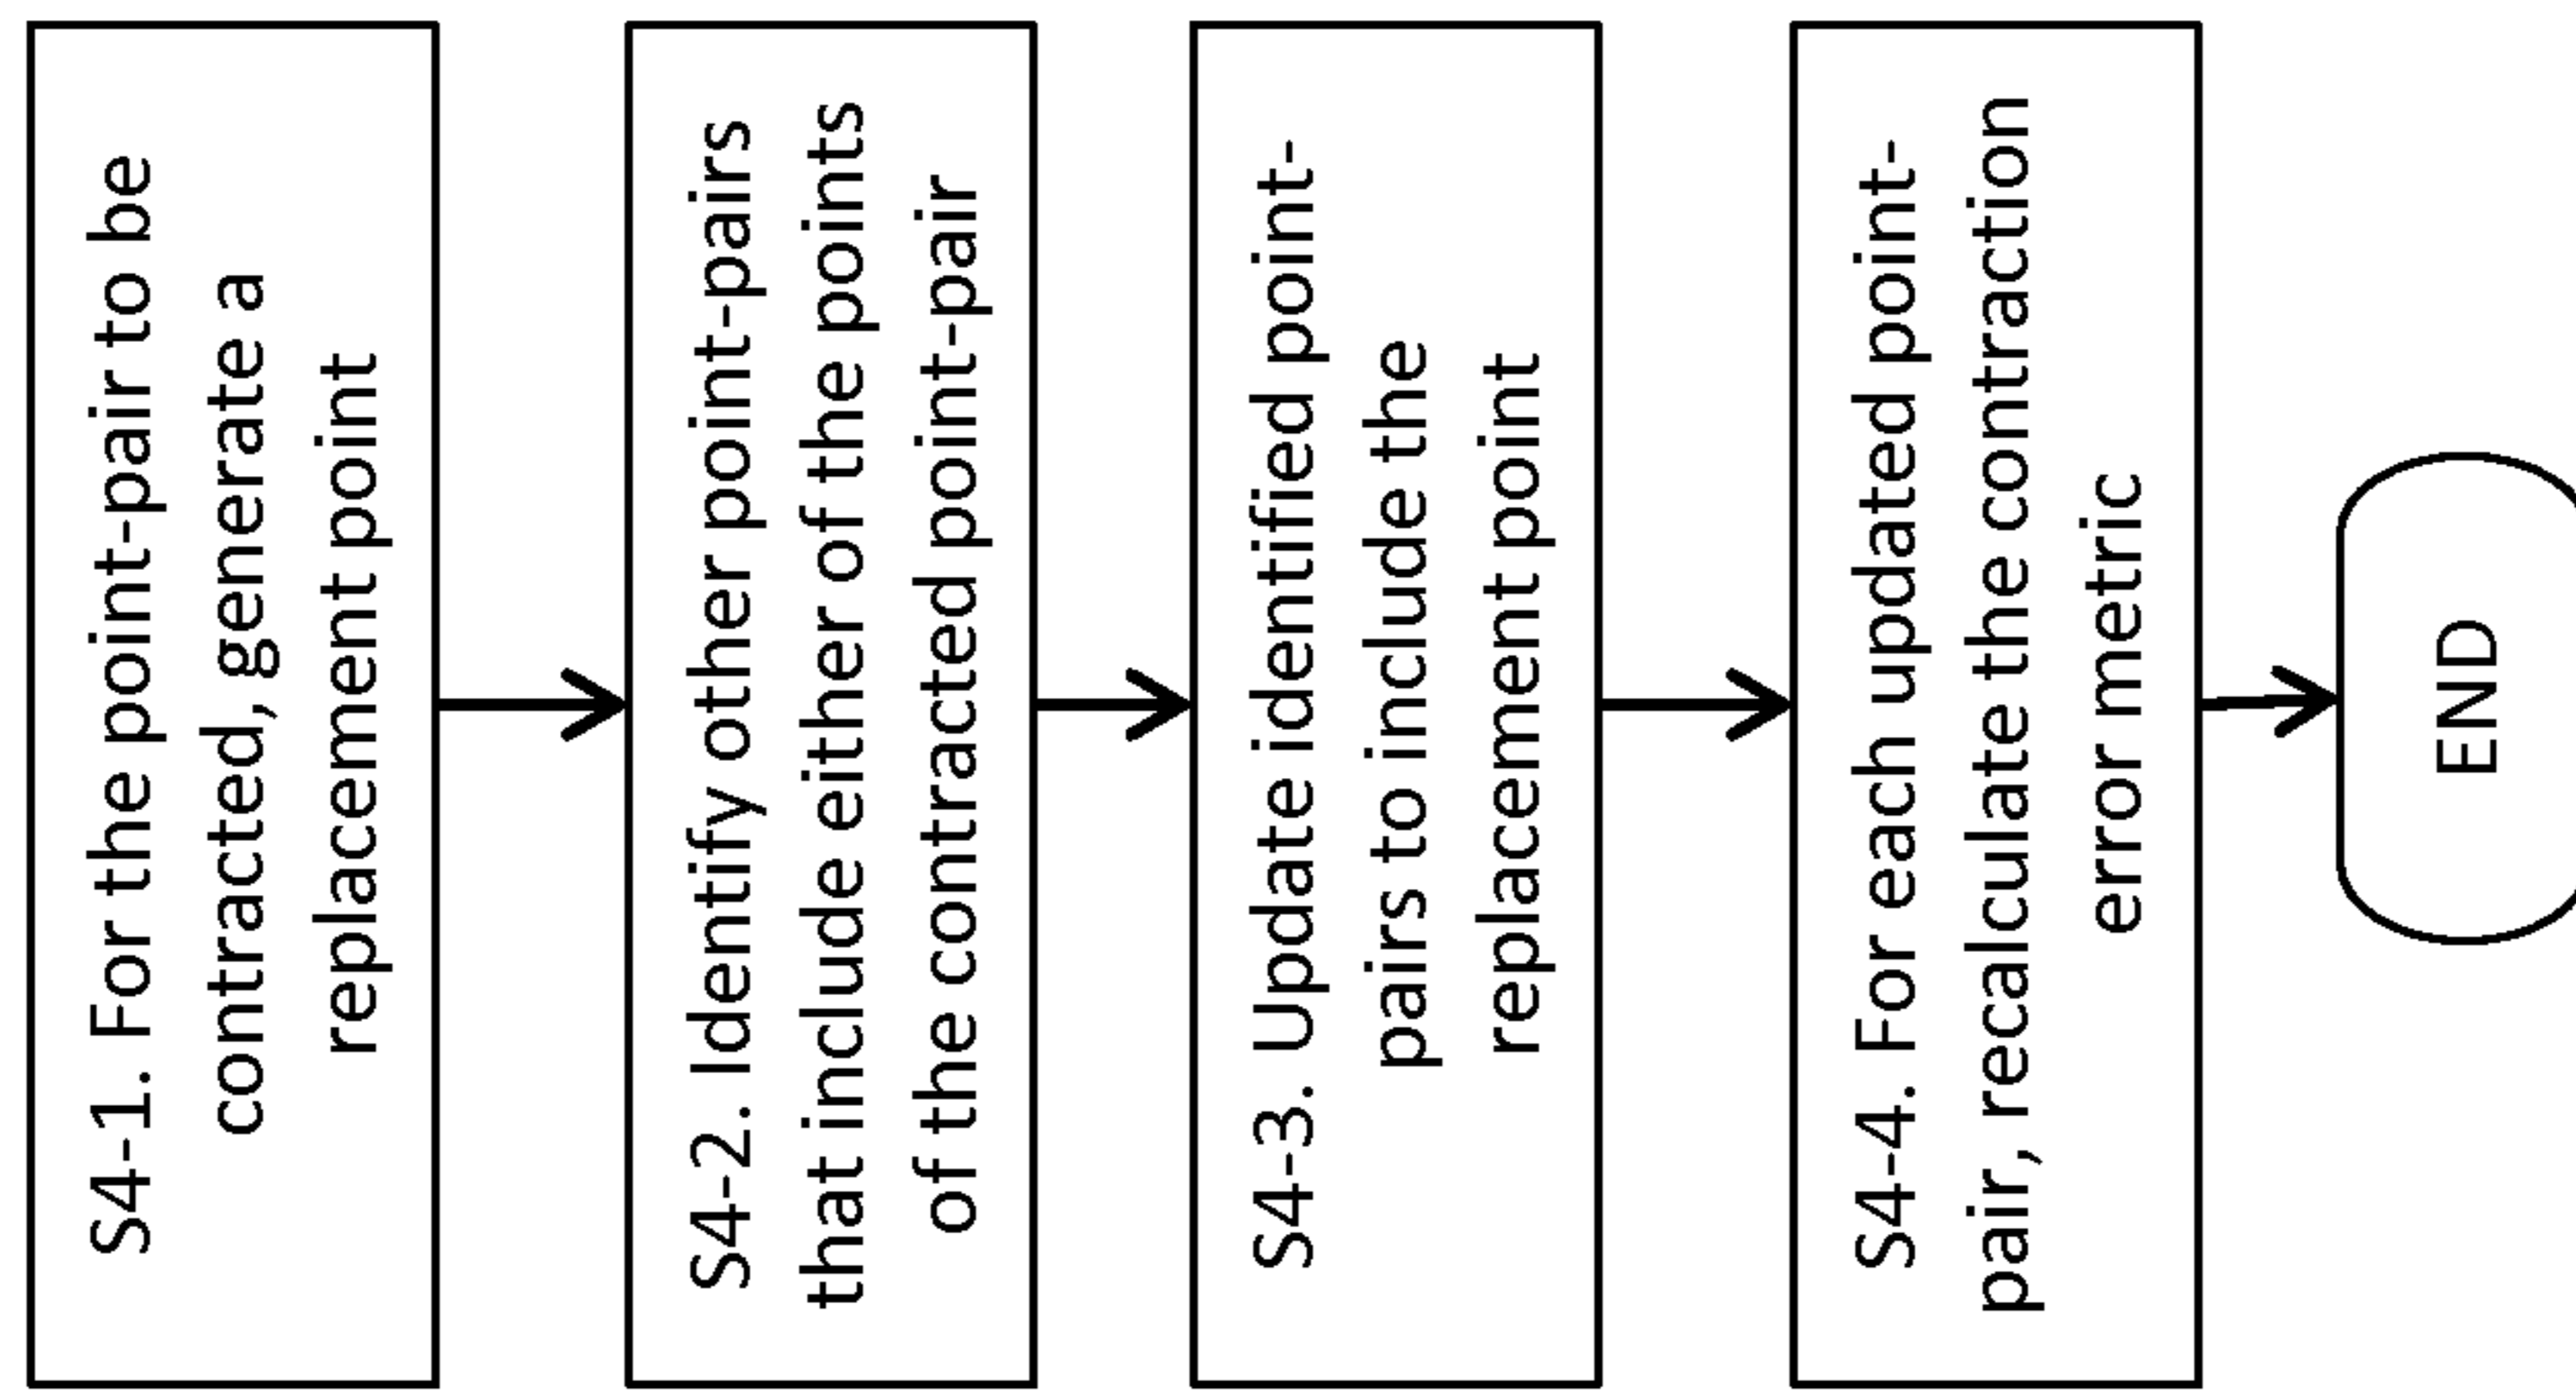 S4-1. For the point-pair to be
contracted, generate a
replacement point
S4-2. Identify other point-pairs
that include either of the points
of the contracted point-pair
S4-3. Update identified point-
pairs to include the
replacement point
S4-4. For each updated point-
pair, recalculate the contraction
error metric
END